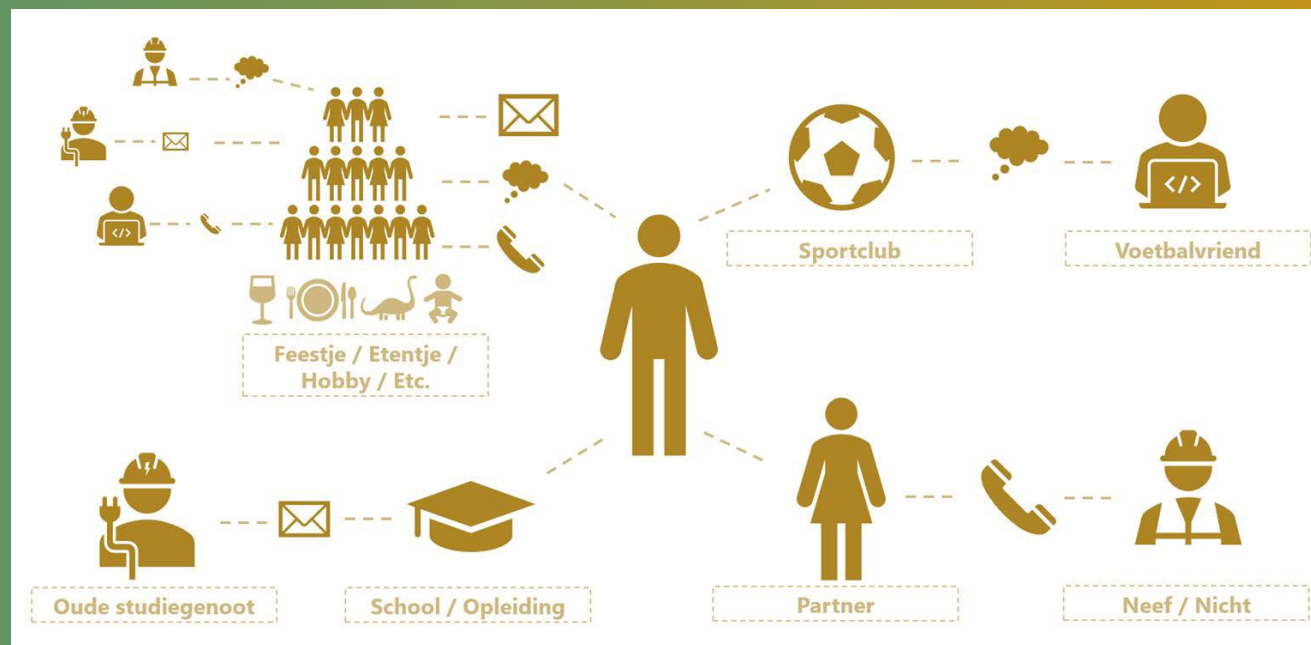 Sportclub
Voetbalvriend
Feestje / Etentje /
Hobby / Etc.
Oude studiegenoot
School / Opleiding
Partner
Neef / Nicht